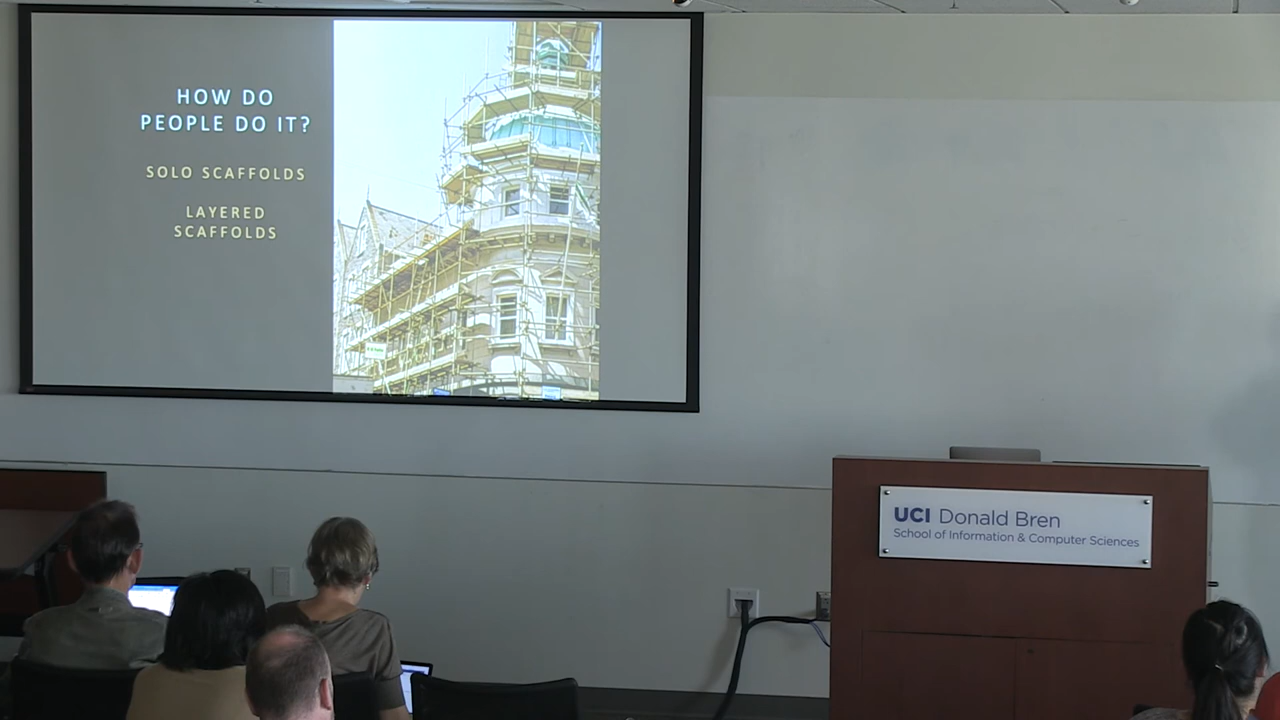 HOW DO
PEOPLE DO IT?
SOLO SCAFFOLDS
LAYERED
SCAFFOLDS
UCI Donald Bren
School of Information & Computer Sciences